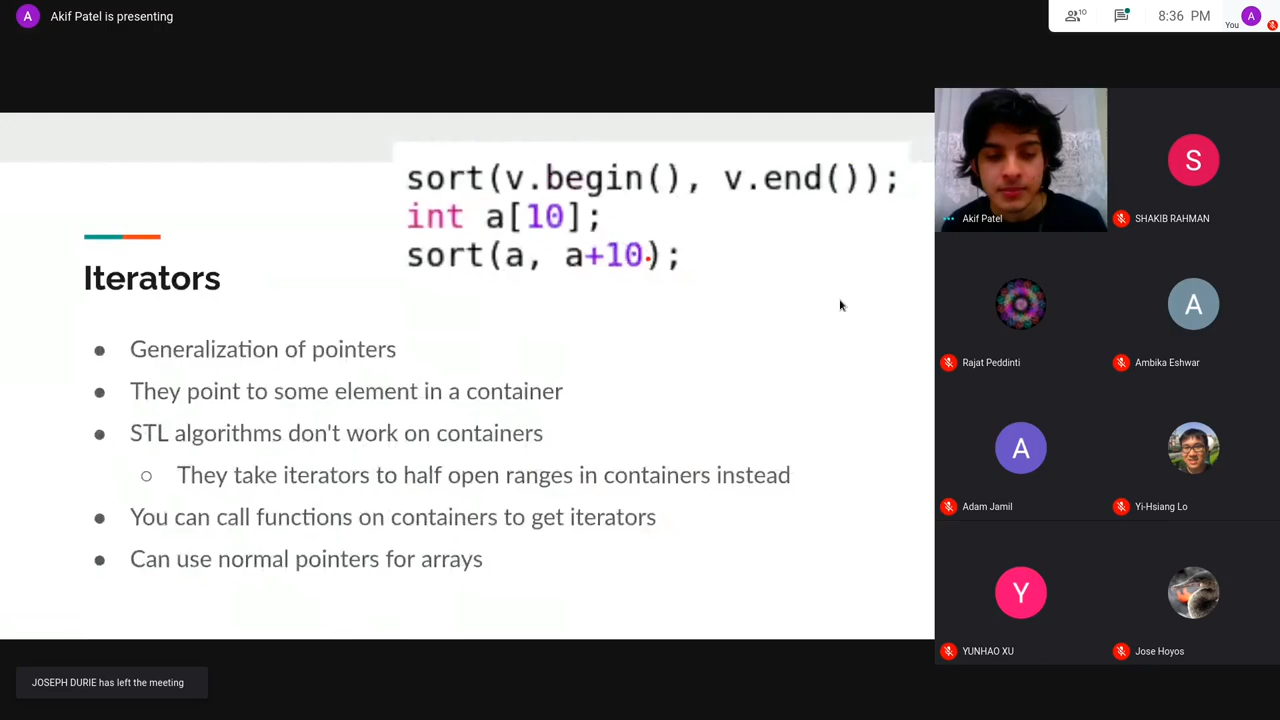 A
Akif Patel is presenting
10
8:36 PM
You
A
sort(v.begin(), v.end());
int a[10];
sort(a, a+10);
Iterators
● Generalization of pointers
● They point to some element in a container
● STL algorithms don't work on containers
○ They take iterators to half open ranges in containers instead
● You can call functions on containers to get iterators
● Can use normal pointers for arrays
Akif Patel
S
SHAKIB RAHMAN
Rajat Peddinti
A
Ambika Eshwar
A
Adam Jamil
Yi-Hsiang Lo
Y
YUNHAO XU
Jose Hoyos
JOSEPH DURIE has left the meeting